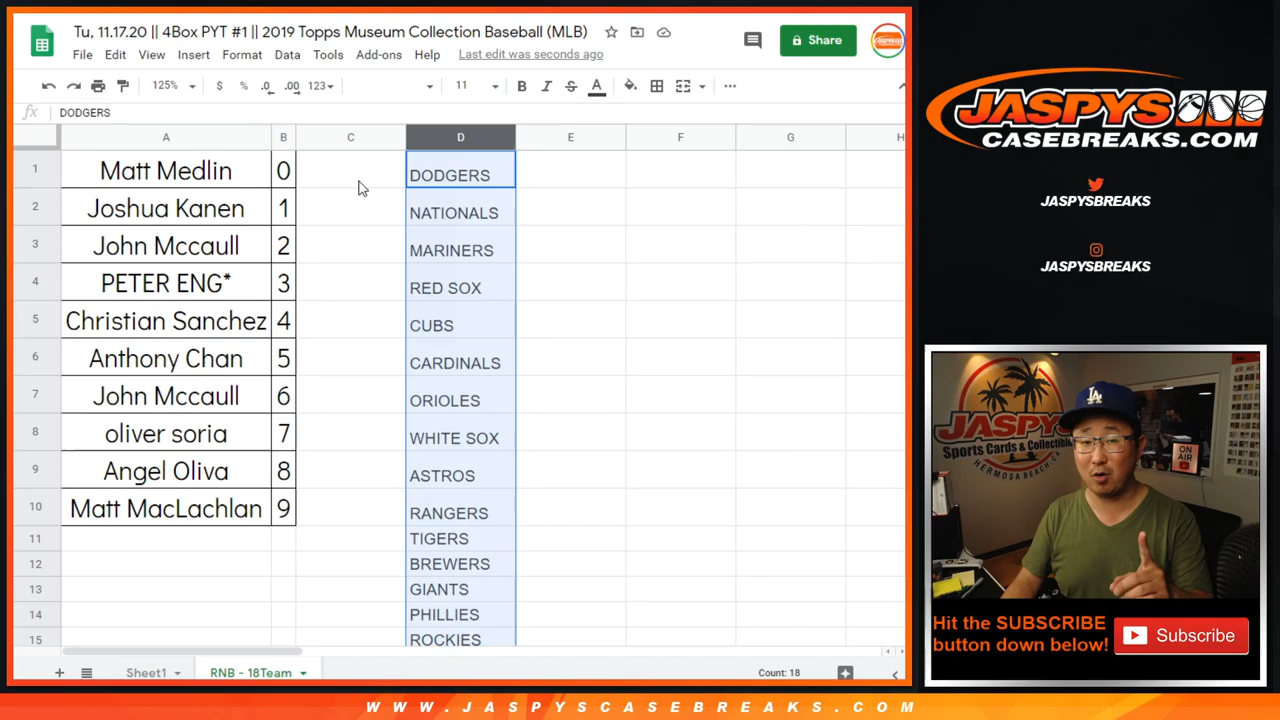 Tu, 11.17.20 || 4Box PYT #1 || 2019 Topps Museum Collection Baseball (MLB)
File Edit View Insert Format Data Tools Add-ons Help Last edit was seconds ago
Share
125% $ % .0 .00 123 11 B I S A
fx DODGERS
A B C D E F G H
1 Matt Medlin 0 DODGERS
2 Joshua Kanen 1 NATIONALS
3 John Mccaull 2 MARINERS
4 PETER ENG* 3 RED SOX
5 Christian Sanchez 4 CUBS
6 Anthony Chan 5 CARDINALS
7 John Mccaull 6 ORIOLES
8 oliver soria 7 WHITE SOX
9 Angel Oliva 8 ASTROS
10 Matt MacLachlan 9 RANGERS
11 TIGERS
12 BREWERS
13 GIANTS
14 PHILLIES
15 ROCKIES
Sheet1 RNB - 18Team Count: 18
JASPYS
CASEBREAKS.COM
JASPYSBREAKS
JASPYSBREAKS
JASPYS
Sports Cards & Collectibles
HERMOSA BEACH, CA
ON AIR
LA
Hit the SUBSCRIBE
button down below!
Subscribe
WWW.JASPYSCASEBREAKS.COM